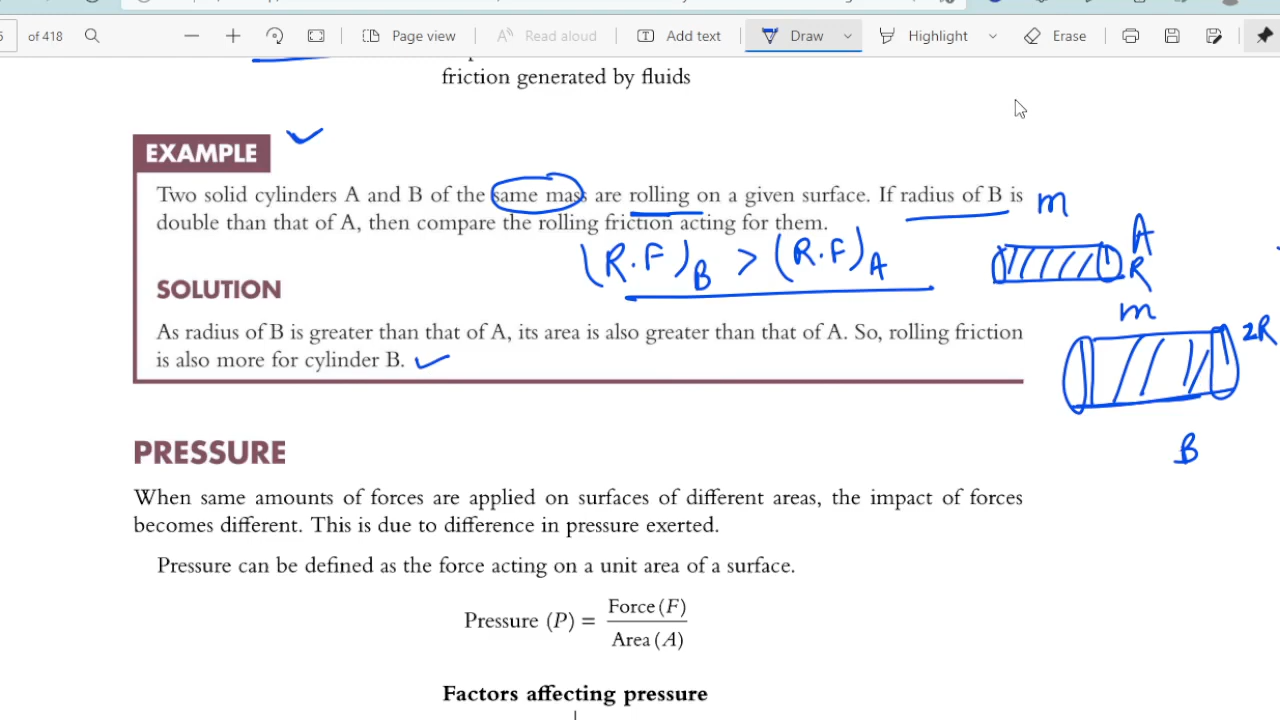 of 418
Page view
Read aloud
Add text
Draw
Highlight
Erase
friction generated by fluids
EXAMPLE
Two solid cylinders A and B of the same mass are rolling on a given surface. If radius of B is
double than that of A, then compare the rolling friction acting for them.
m
A
R
(R.F)B > (R.F)A
SOLUTION
m
2R
As radius of B is greater than that of A, its area is also greater than that of A. So, rolling friction
is also more for cylinder B.
B
PRESSURE
When same amounts of forces are applied on surfaces of different areas, the impact of forces
becomes different. This is due to difference in pressure exerted.
Pressure can be defined as the force acting on a unit area of a surface.
Pressure (P) = Force (F)
Area (A)
Factors affecting pressure